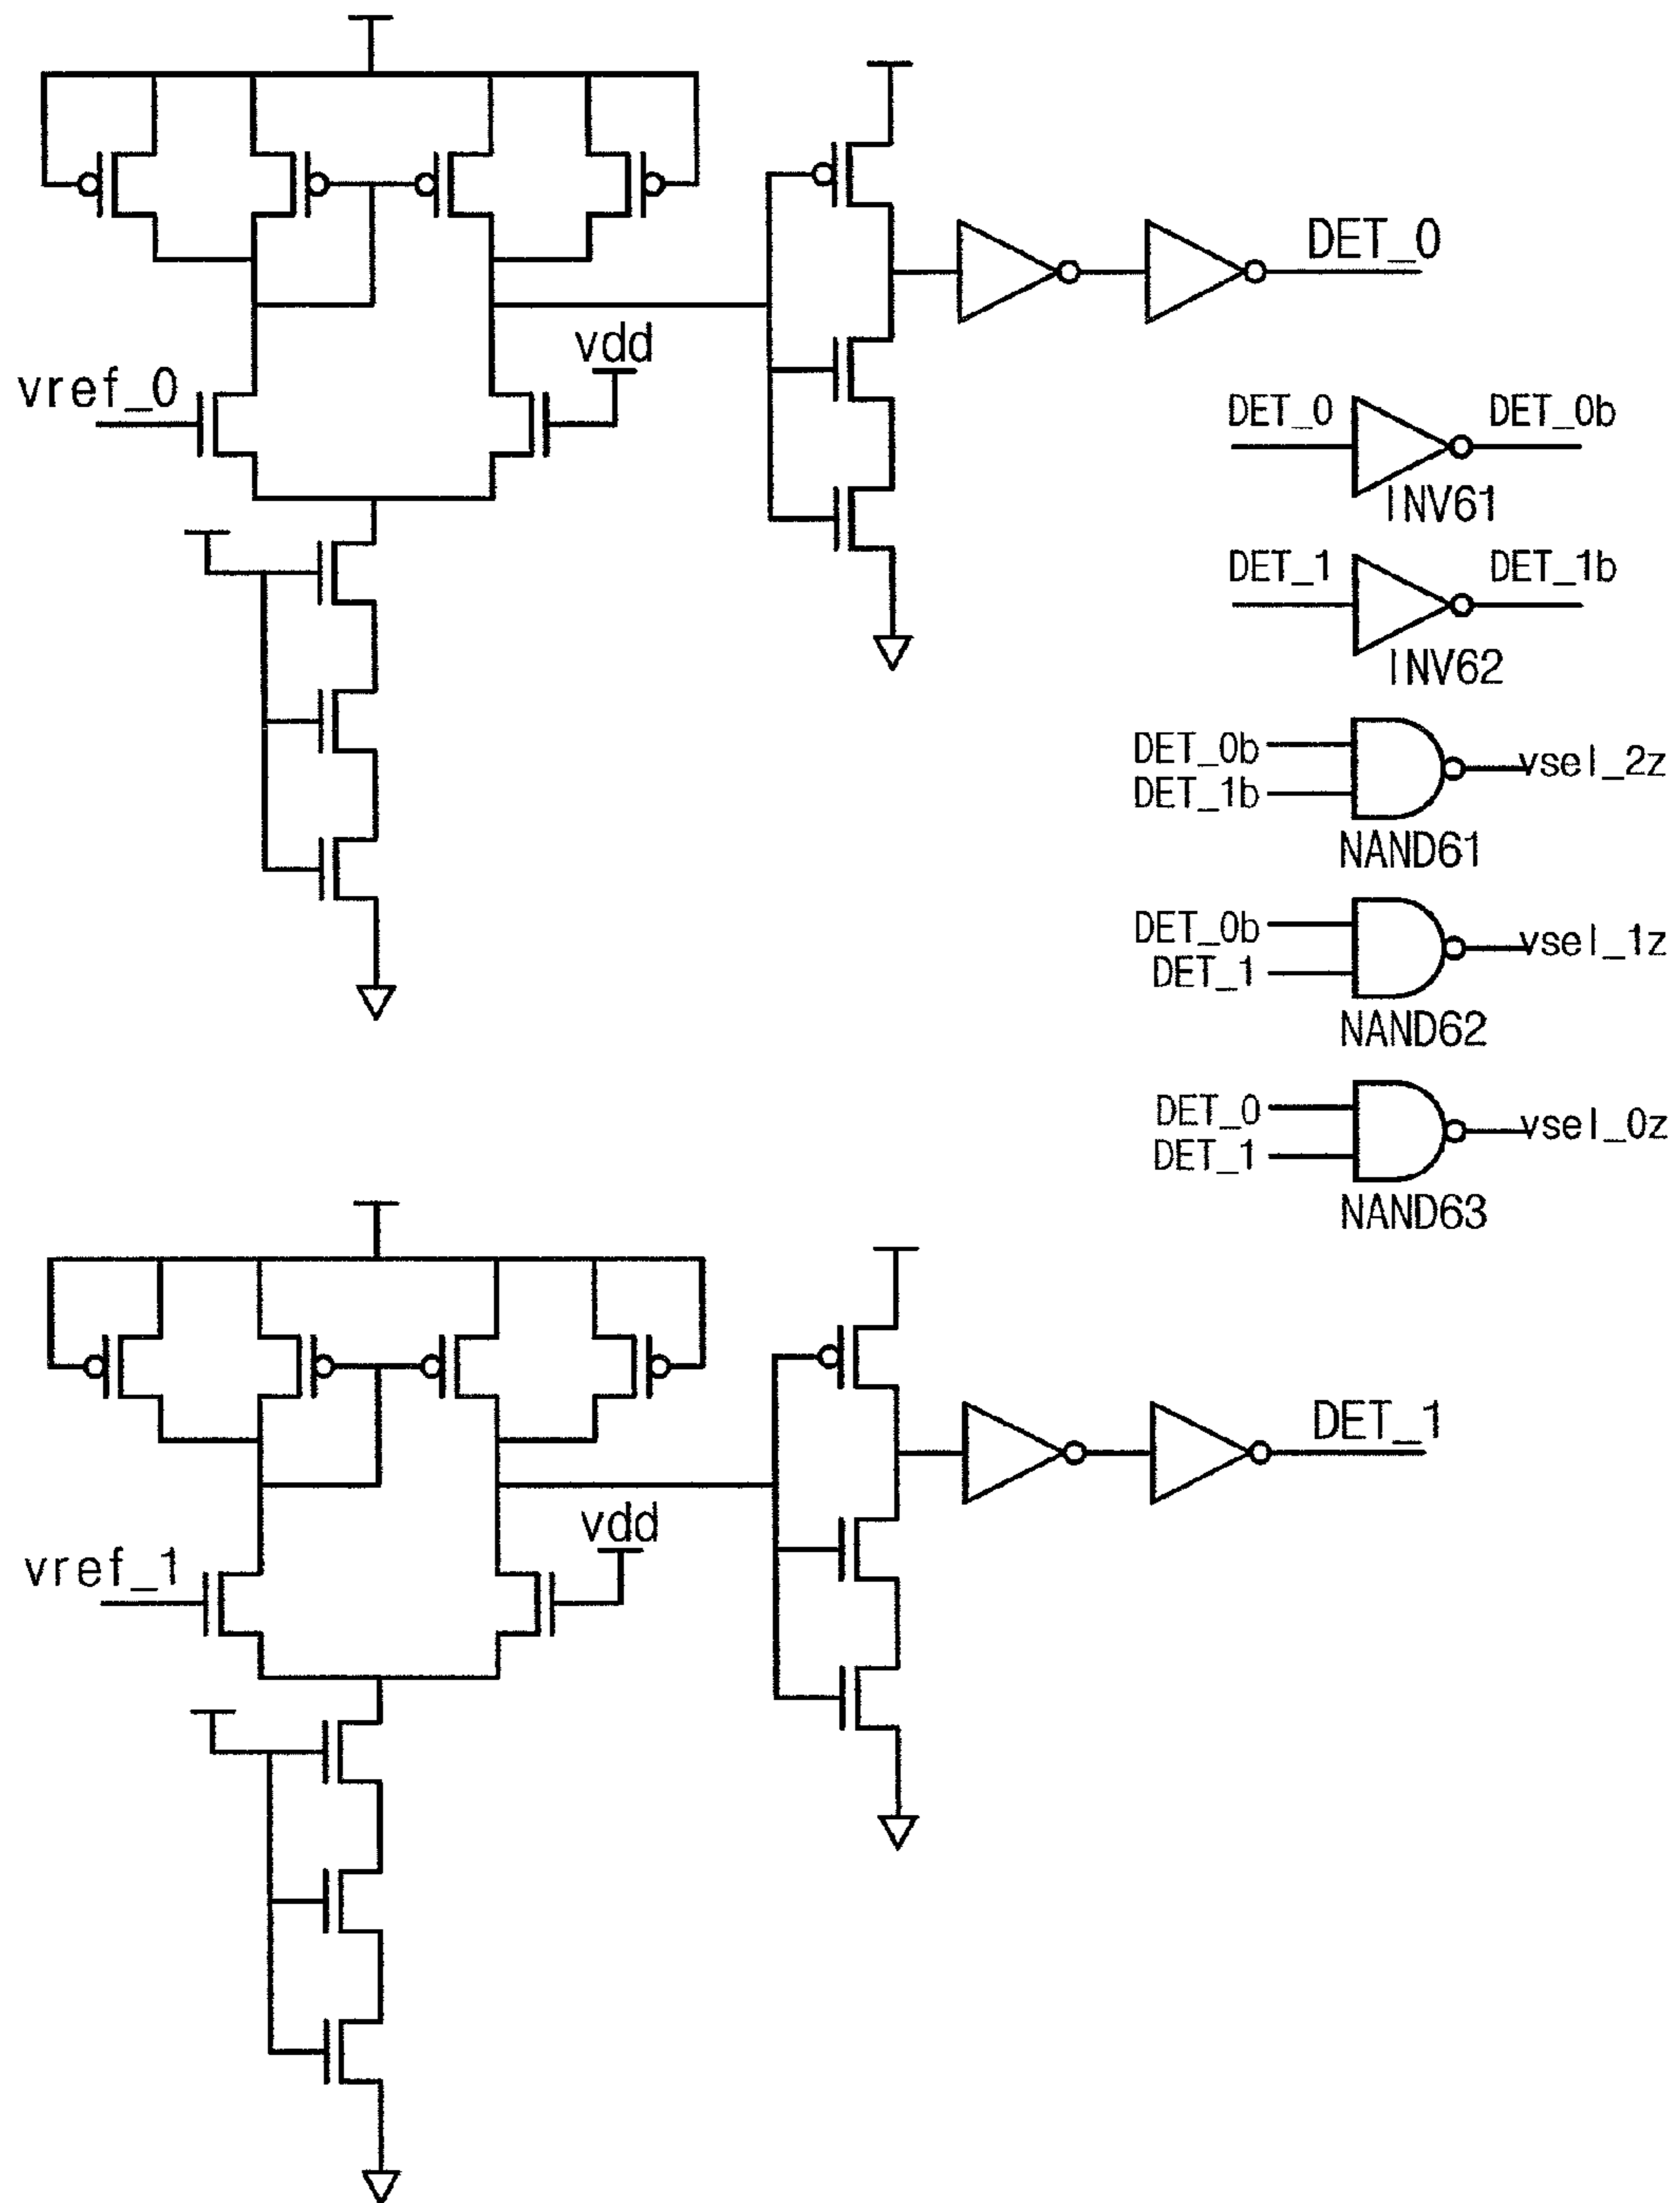 DET_0
vdd
vref_0
DET_0 DET_0b
INV61
DET_1 DET_1b
INV62
DET_0b
vsel_2z
DET_1b
NAND61
DET_0b
vsel_1z
DET_1
NAND62
DET_0
vsel_0z
DET_1
NAND63
DET_1
vdd
vref_1